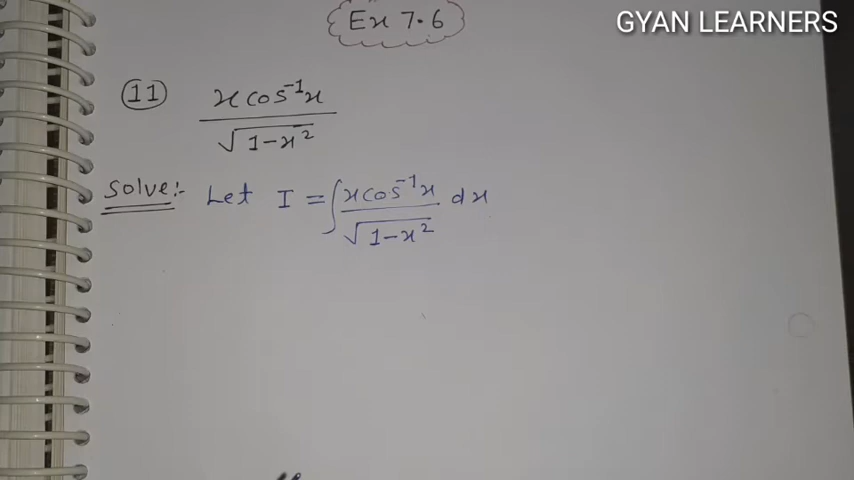 Ex 7.6
GYAN LEARNERS
(11) x cos⁻¹x / √(1-x²)
Solve:- Let I = ∫ x cos⁻¹x / √(1-x²) dx